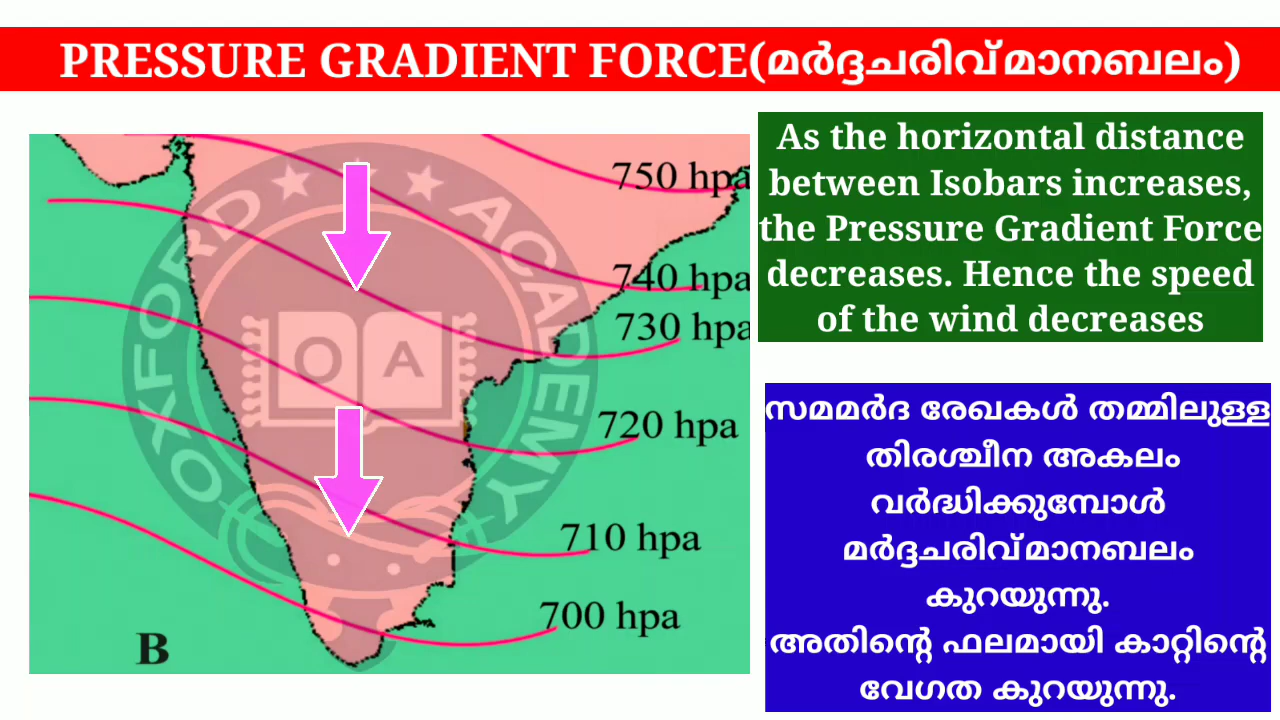 PRESSURE GRADIENT FORCE(മർദ്ദചരിവ്മാനബലം)
As the horizontal distance
between Isobars increases,
the Pressure Gradient Force
decreases. Hence the speed
of the wind decreases
സമമർദ രേഖകൾ തമ്മിലുള്ള
തിരശ്ചീന അകലം
വർദ്ധിക്കുമ്പോൾ
മർദ്ദചരിവ്മാനബലം
കുറയുന്നു.
അതിന്റെ ഫലമായി കാറ്റിന്റെ
വേഗത കുറയുന്നു.
750 hpa
740 hpa
730 hpa
720 hpa
710 hpa
700 hpa
B
OXFORD ACADEMY
O A